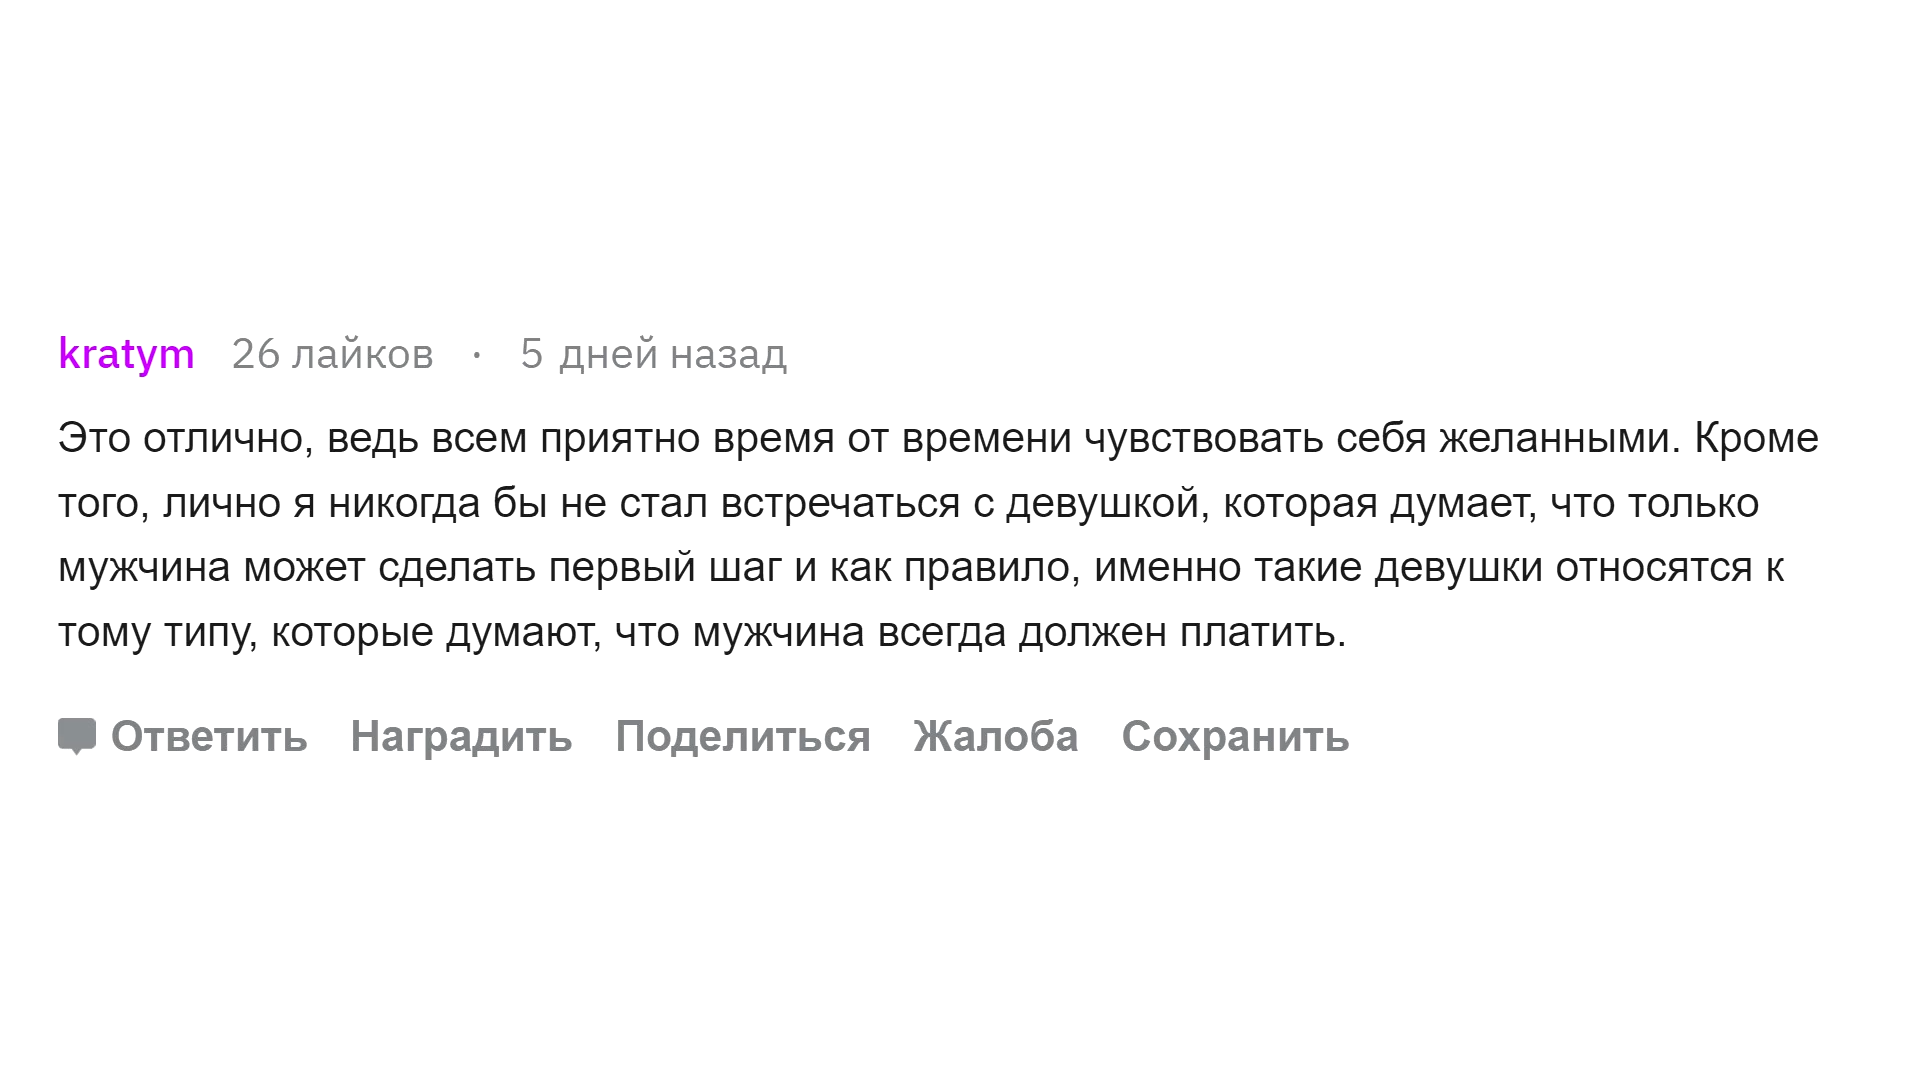 kratym 26 лайков · 5 дней назад
Это отлично, ведь всем приятно время от времени чувствовать себя желанными. Кроме
того, лично я никогда бы не стал встречаться с девушкой, которая думает, что только
мужчина может сделать первый шаг и как правило, именно такие девушки относятся к
тому типу, которые думают, что мужчина всегда должен платить.
Ответить Наградить Поделиться Жалоба Сохранить